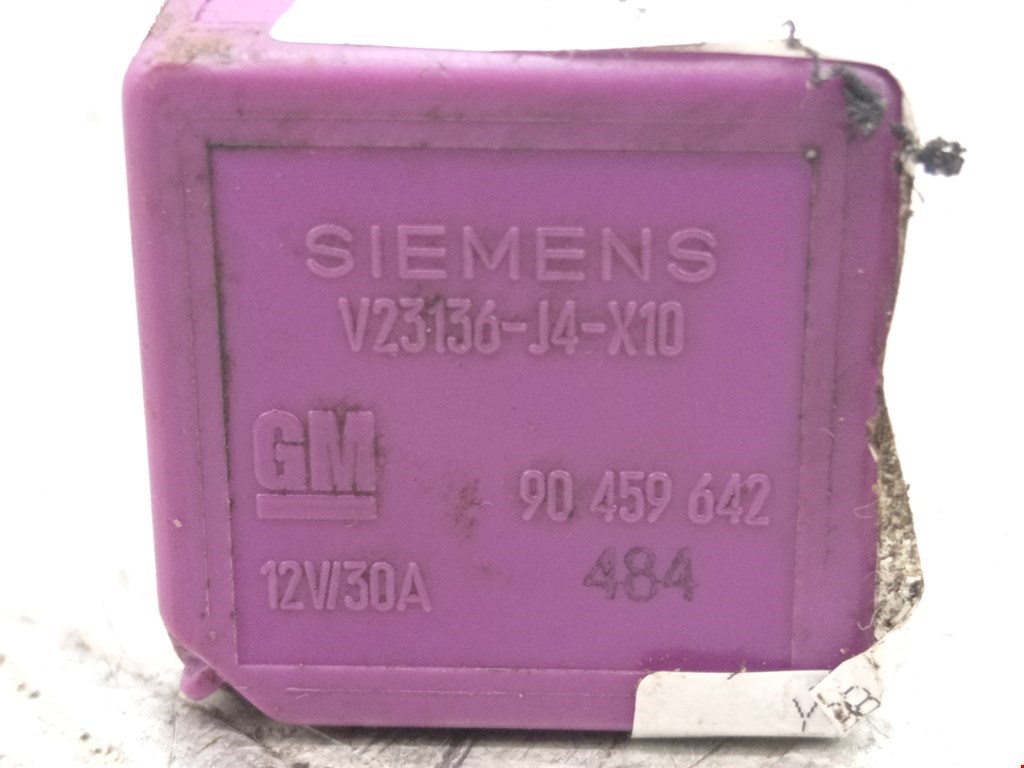 SIEMENS
V23136-J4-X10
GM
90 459 642
12V/30A
484